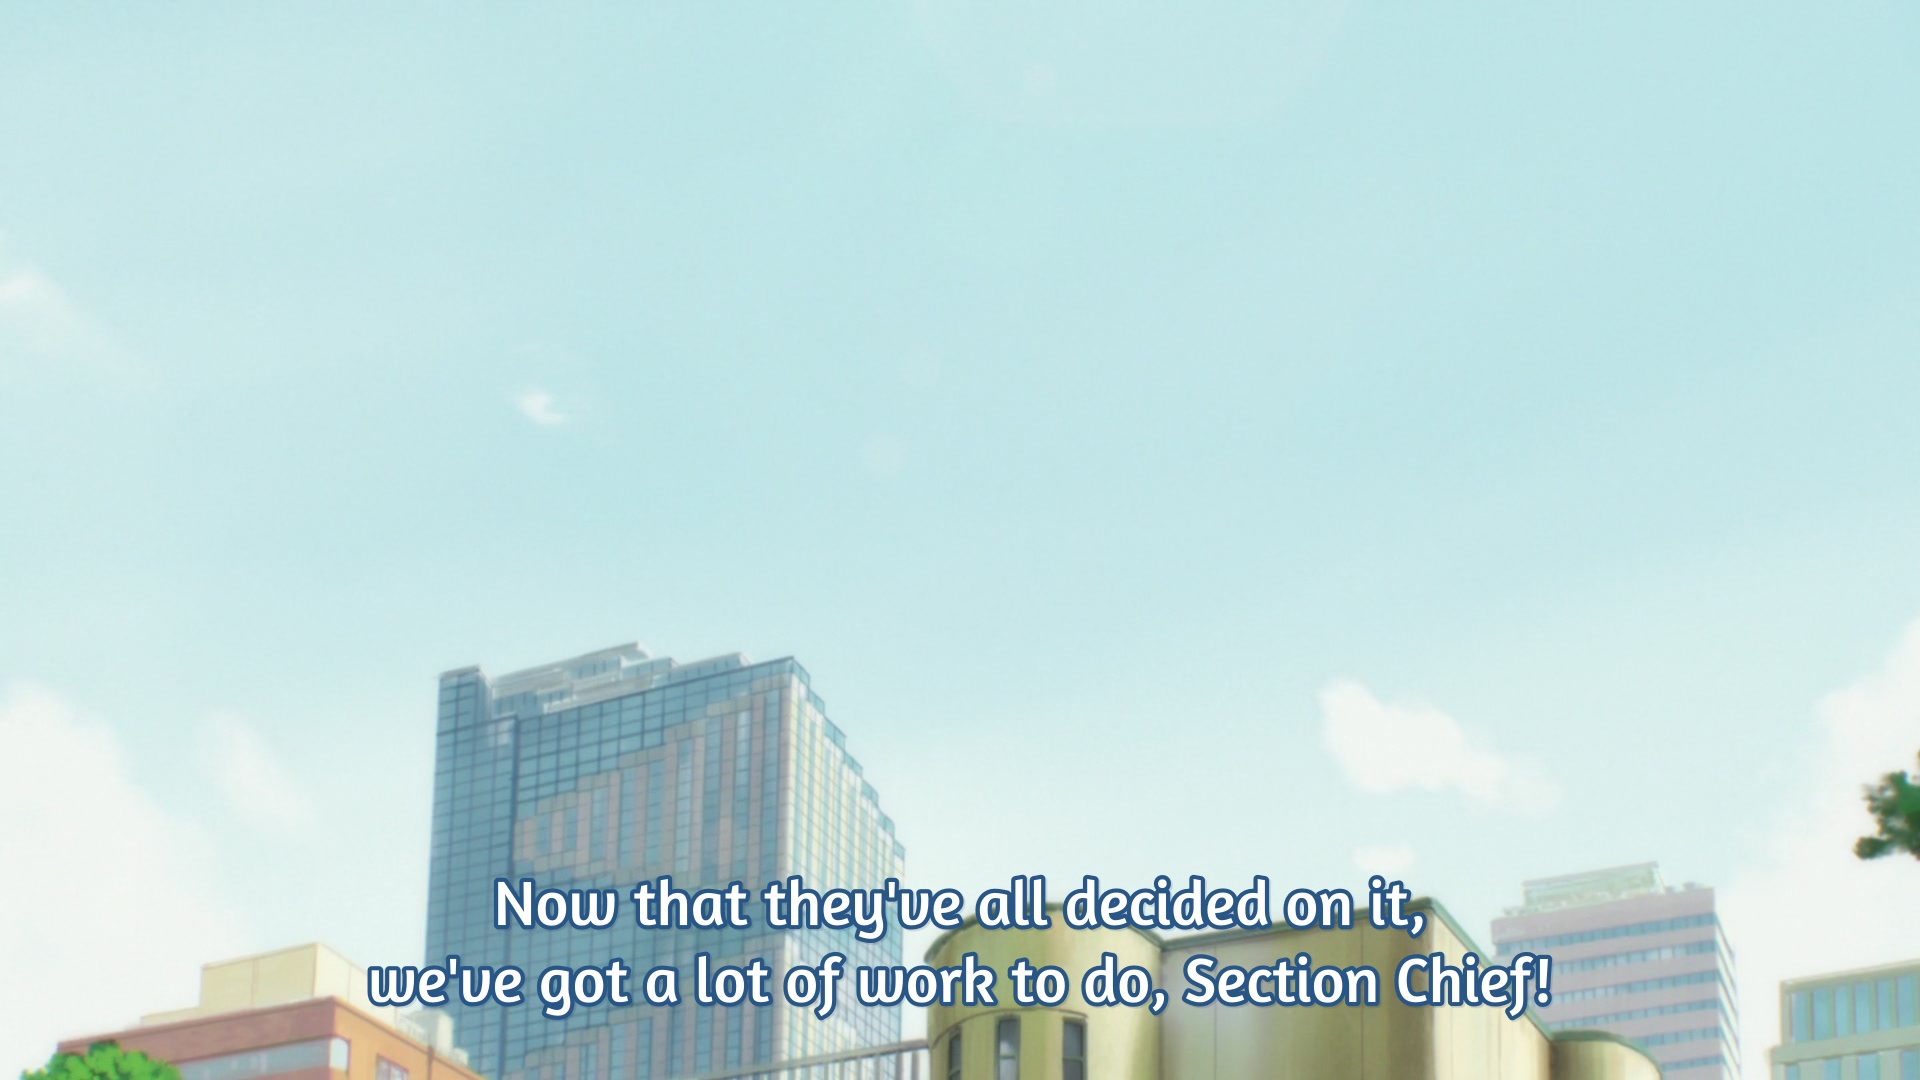 Now that they've all decided on it,
we've got a lot of work to do, Section Chief!